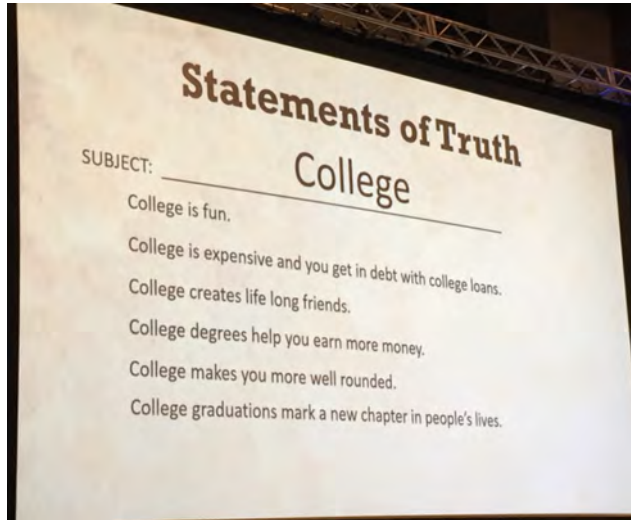 Statements of Truth
SUBJECT: College
College is fun.
College is expensive and you get in debt with college loans.
College creates life long friends.
College degrees help you earn more money.
College makes you more well rounded.
College graduations mark a new chapter in people's lives.